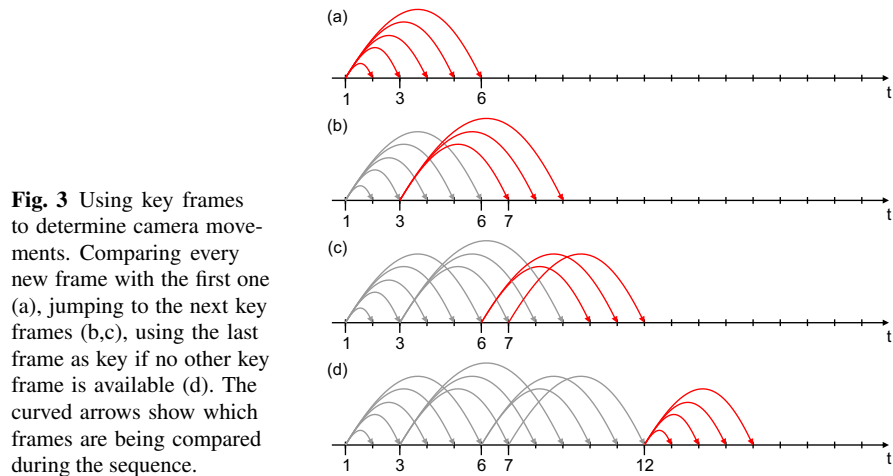 Fig. 3 Using key frames
to determine camera move-
ments. Comparing every
new frame with the first one
(a), jumping to the next key
frames (b,c), using the last
frame as key if no other key
frame is available (d). The
curved arrows show which
frames are being compared
during the sequence.
(a)
1 3 6 t
(b)
1 3 6 7 t
(c)
1 3 6 7 t
(d)
1 3 6 7 12 t